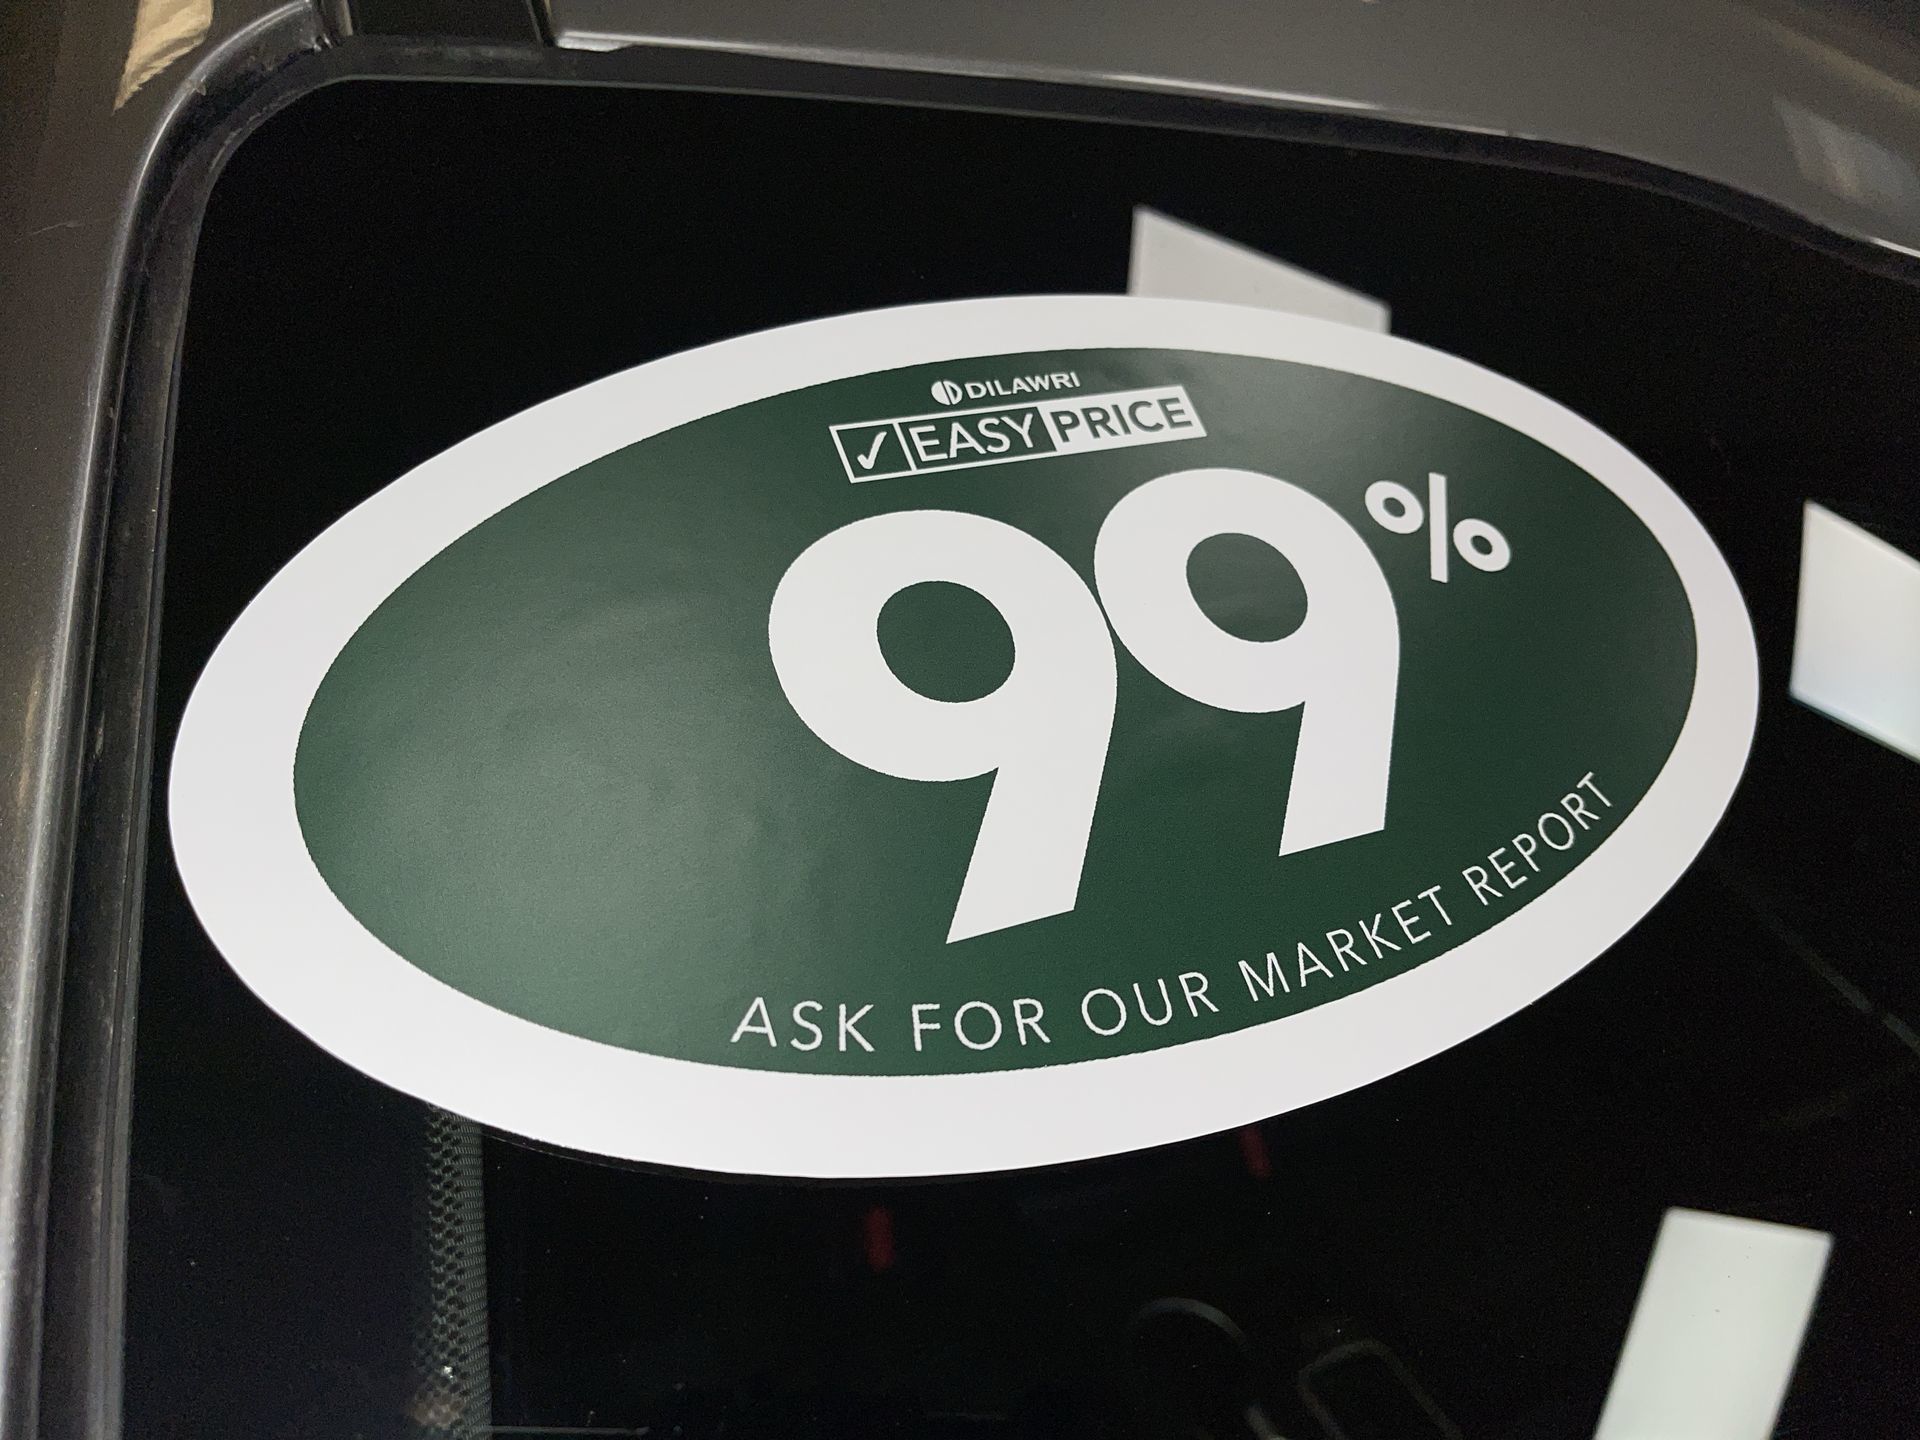 DILAWRI
✓ EASY PRICE
99%
ASK FOR OUR MARKET REPORT